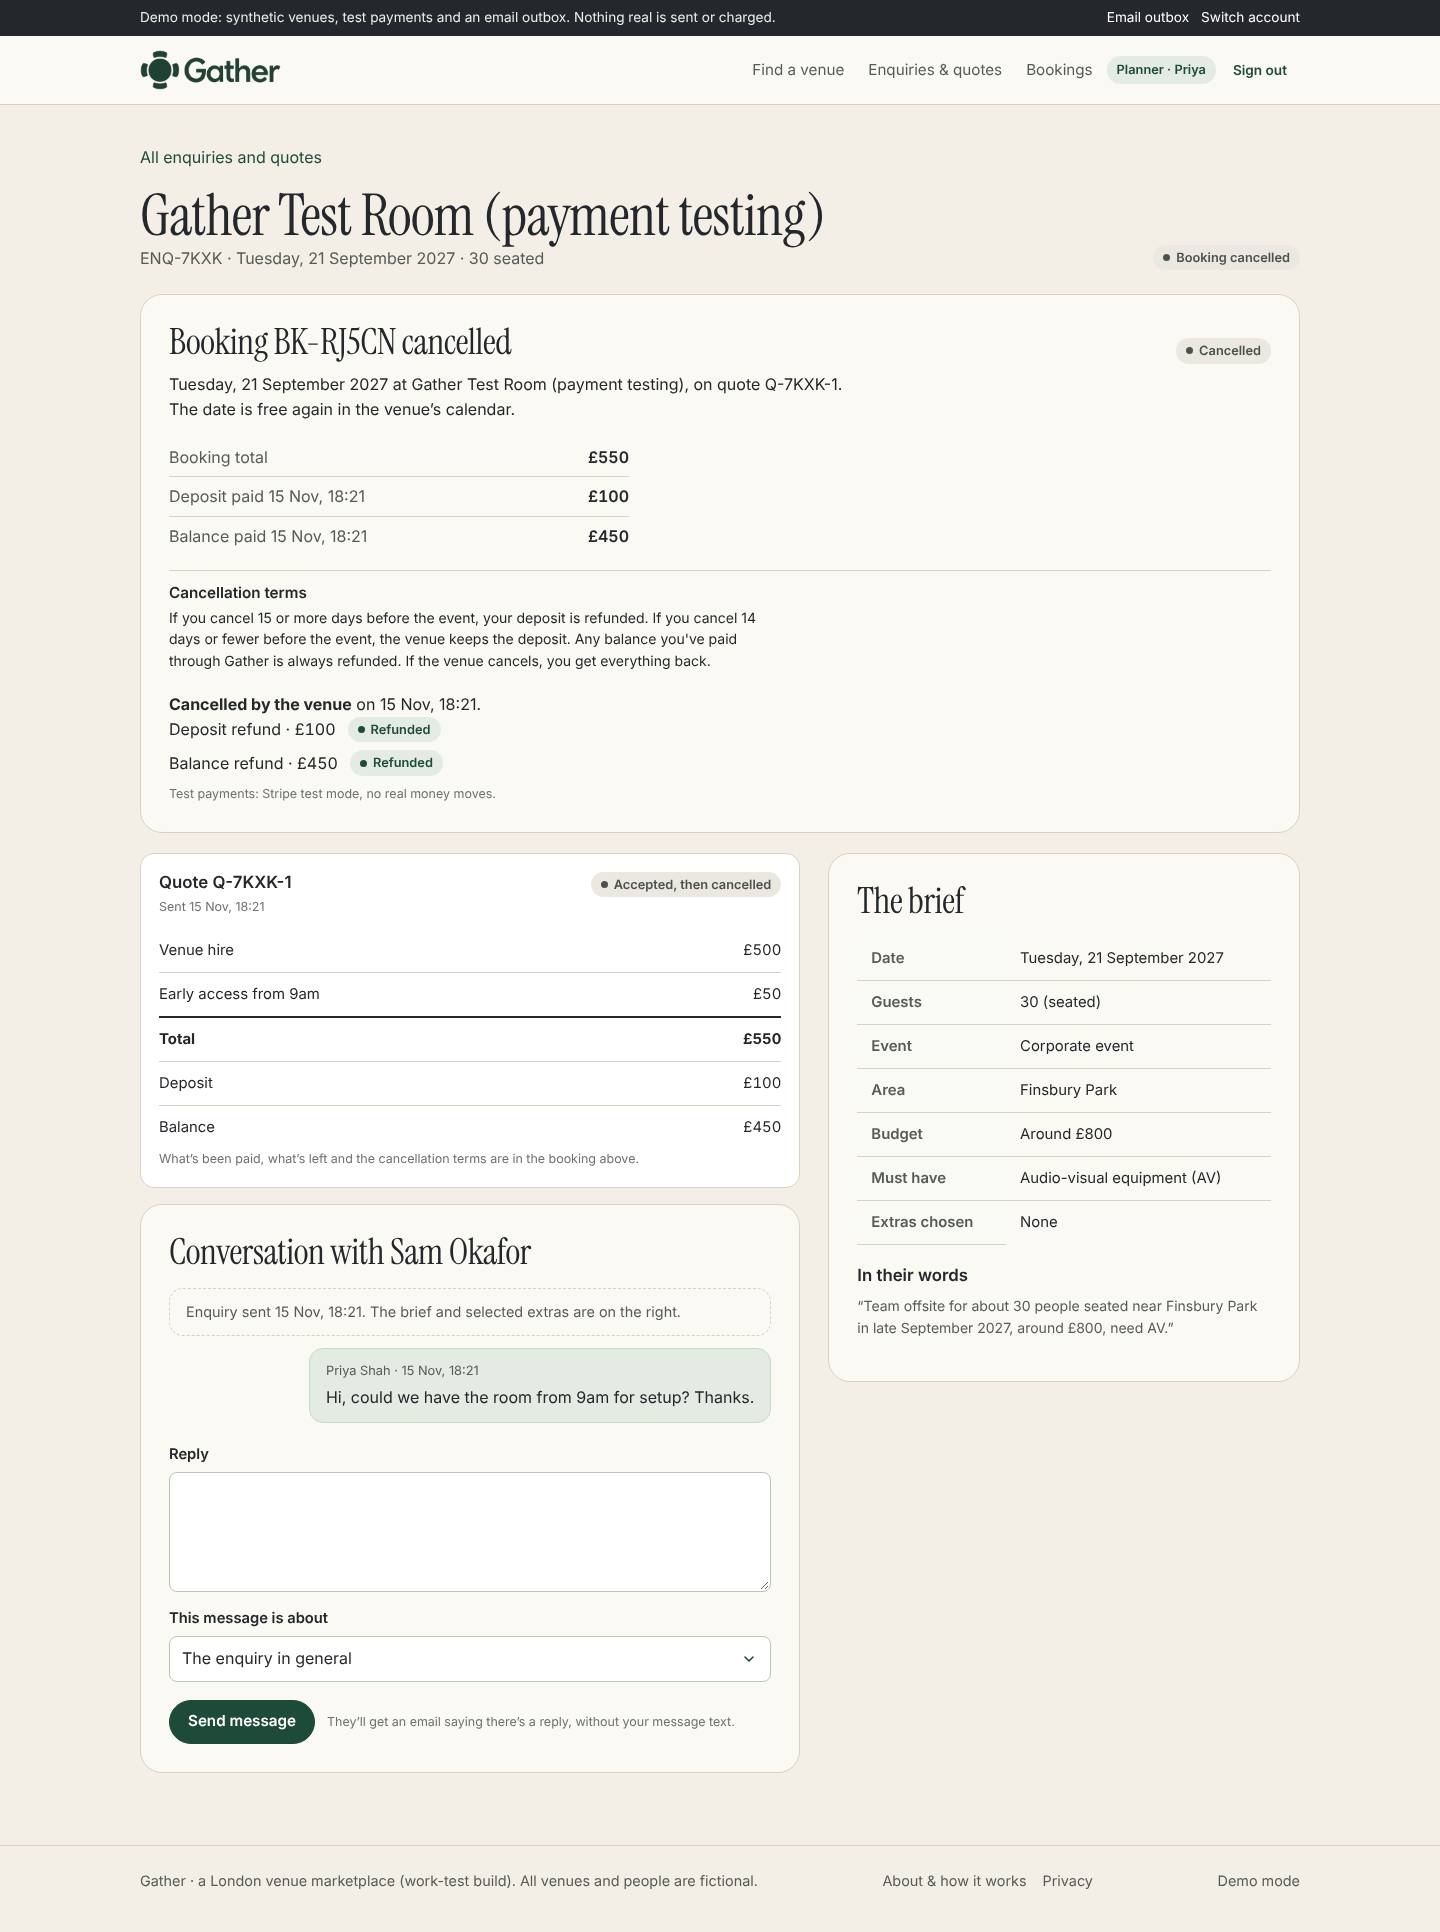 Demo mode: synthetic venues, test payments and an email outbox. Nothing real is sent or charged.
Email outbox Switch account
Gather
Find a venue Enquiries & quotes Bookings Planner · Priya Sign out
All enquiries and quotes
Gather Test Room (payment testing)
ENQ-7KXK · Tuesday, 21 September 2027 · 30 seated
Booking cancelled
Booking BK-RJ5CN cancelled
Cancelled
Tuesday, 21 September 2027 at Gather Test Room (payment testing), on quote Q-7KXK-1.
The date is free again in the venue’s calendar.
Booking total £550
Deposit paid 15 Nov, 18:21 £100
Balance paid 15 Nov, 18:21 £450
Cancellation terms
If you cancel 15 or more days before the event, your deposit is refunded. If you cancel 14
days or fewer before the event, the venue keeps the deposit. Any balance you've paid
through Gather is always refunded. If the venue cancels, you get everything back.
Cancelled by the venue on 15 Nov, 18:21.
Deposit refund · £100 Refunded
Balance refund · £450 Refunded
Test payments: Stripe test mode, no real money moves.
Quote Q-7KXK-1
Accepted, then cancelled
Sent 15 Nov, 18:21
Venue hire £500
Early access from 9am £50
Total £550
Deposit £100
Balance £450
What’s been paid, what’s left and the cancellation terms are in the booking above.
Conversation with Sam Okafor
Enquiry sent 15 Nov, 18:21. The brief and selected extras are on the right.
Priya Shah · 15 Nov, 18:21
Hi, could we have the room from 9am for setup? Thanks.
Reply
This message is about
The enquiry in general
Send message
They’ll get an email saying there’s a reply, without your message text.
The brief
Date Tuesday, 21 September 2027
Guests 30 (seated)
Event Corporate event
Area Finsbury Park
Budget Around £800
Must have Audio-visual equipment (AV)
Extras chosen None
In their words
“Team offsite for about 30 people seated near Finsbury Park
in late September 2027, around £800, need AV.”
Gather · a London venue marketplace (work-test build). All venues and people are fictional.
About & how it works Privacy
Demo mode